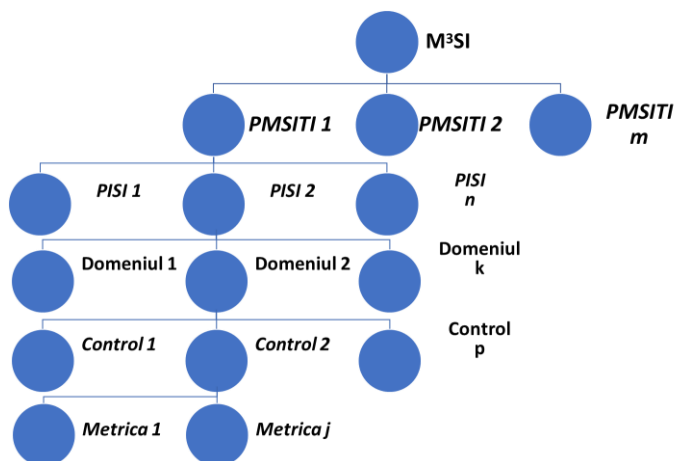 M³SI
PMSITI 1
PMSITI 2
PMSITI
m
PISI 1
PISI 2
PISI
n
Domeniul 1
Domeniul 2
Domeniul
k
Control 1
Control 2
Control
p
Metrica 1
Metrica j